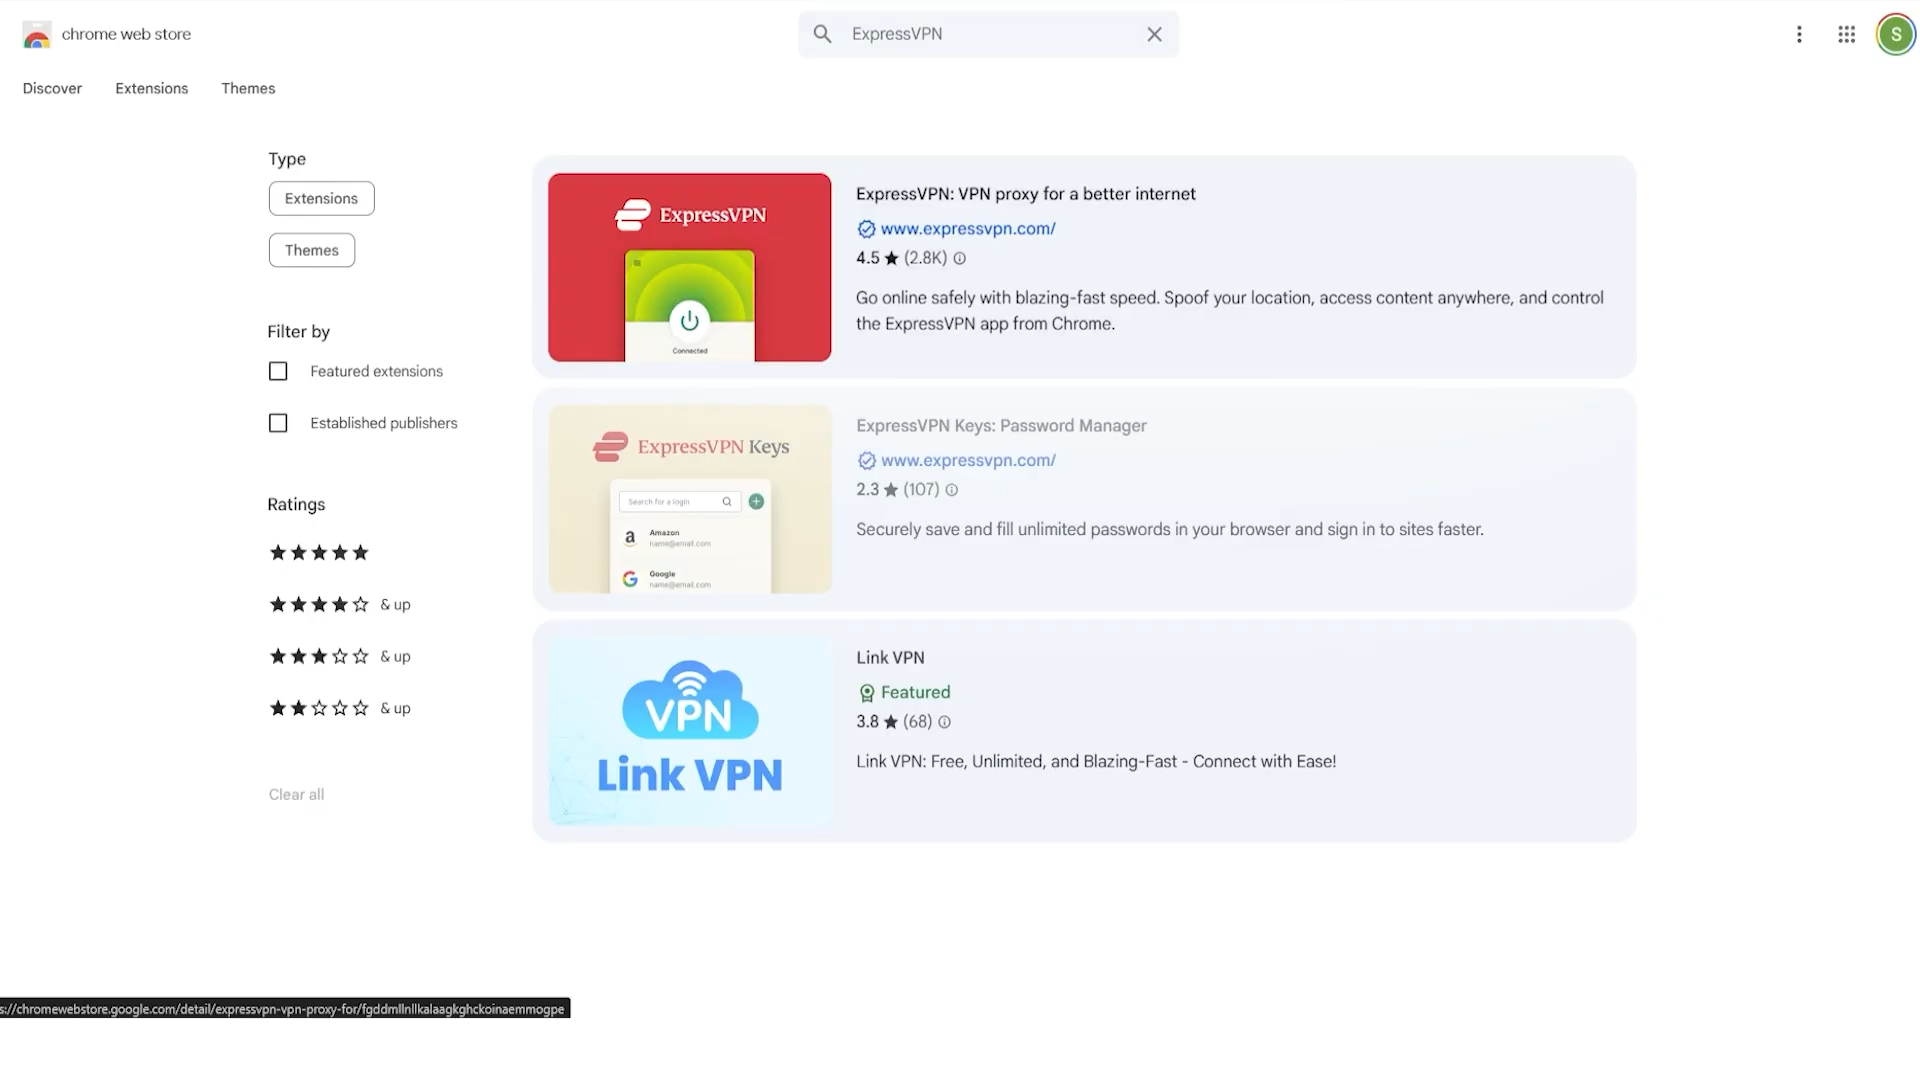 chrome web store
ExpressVPN
S
Discover
Extensions
Themes
Type
Extensions
Themes
Filter by
Featured extensions
Established publishers
Ratings
& up
& up
& up
Clear all
ExpressVPN
Connected
ExpressVPN: VPN proxy for a better internet
www.expressvpn.com/
4.5 ★ (2.8K)
Go online safely with blazing-fast speed. Spoof your location, access content anywhere, and control
the ExpressVPN app from Chrome.
ExpressVPN Keys
Search for a login
Amazon
name@email.com
Google
name@email.com
ExpressVPN Keys: Password Manager
www.expressvpn.com/
2.3 ★ (107)
Securely save and fill unlimited passwords in your browser and sign in to sites faster.
VPN
Link VPN
Link VPN
Featured
3.8 ★ (68)
Link VPN: Free, Unlimited, and Blazing-Fast - Connect with Ease!
s://chromewebstore.google.com/detail/expressvpn-vpn-proxy-for/fgddmllnllkalaagkghckoinaemmogpe